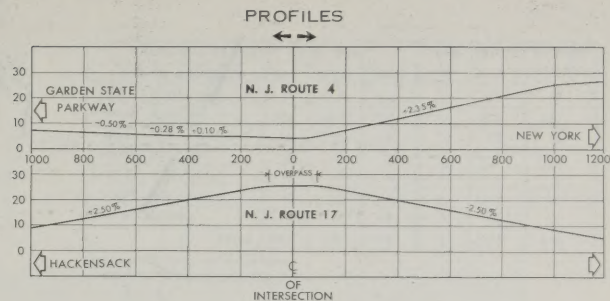 PROFILES
30
20
10
0
GARDEN STATE
PARKWAY
N. J. ROUTE 4
-0.50%
-0.28%
+0.10%
+2.35%
NEW YORK
1000 800 600 400 200 0 200 400 600 800 1000 1200
OVERPASS
30
20
10
0
+2.50%
N. J. ROUTE 17
-2.50%
HACKENSACK
℄
OF
INTERSECTION